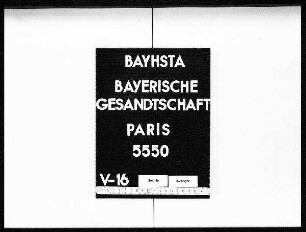 BAYHSTA
BAYERISCHE
GESANDTSCHAFT
PARIS
5550
V-16